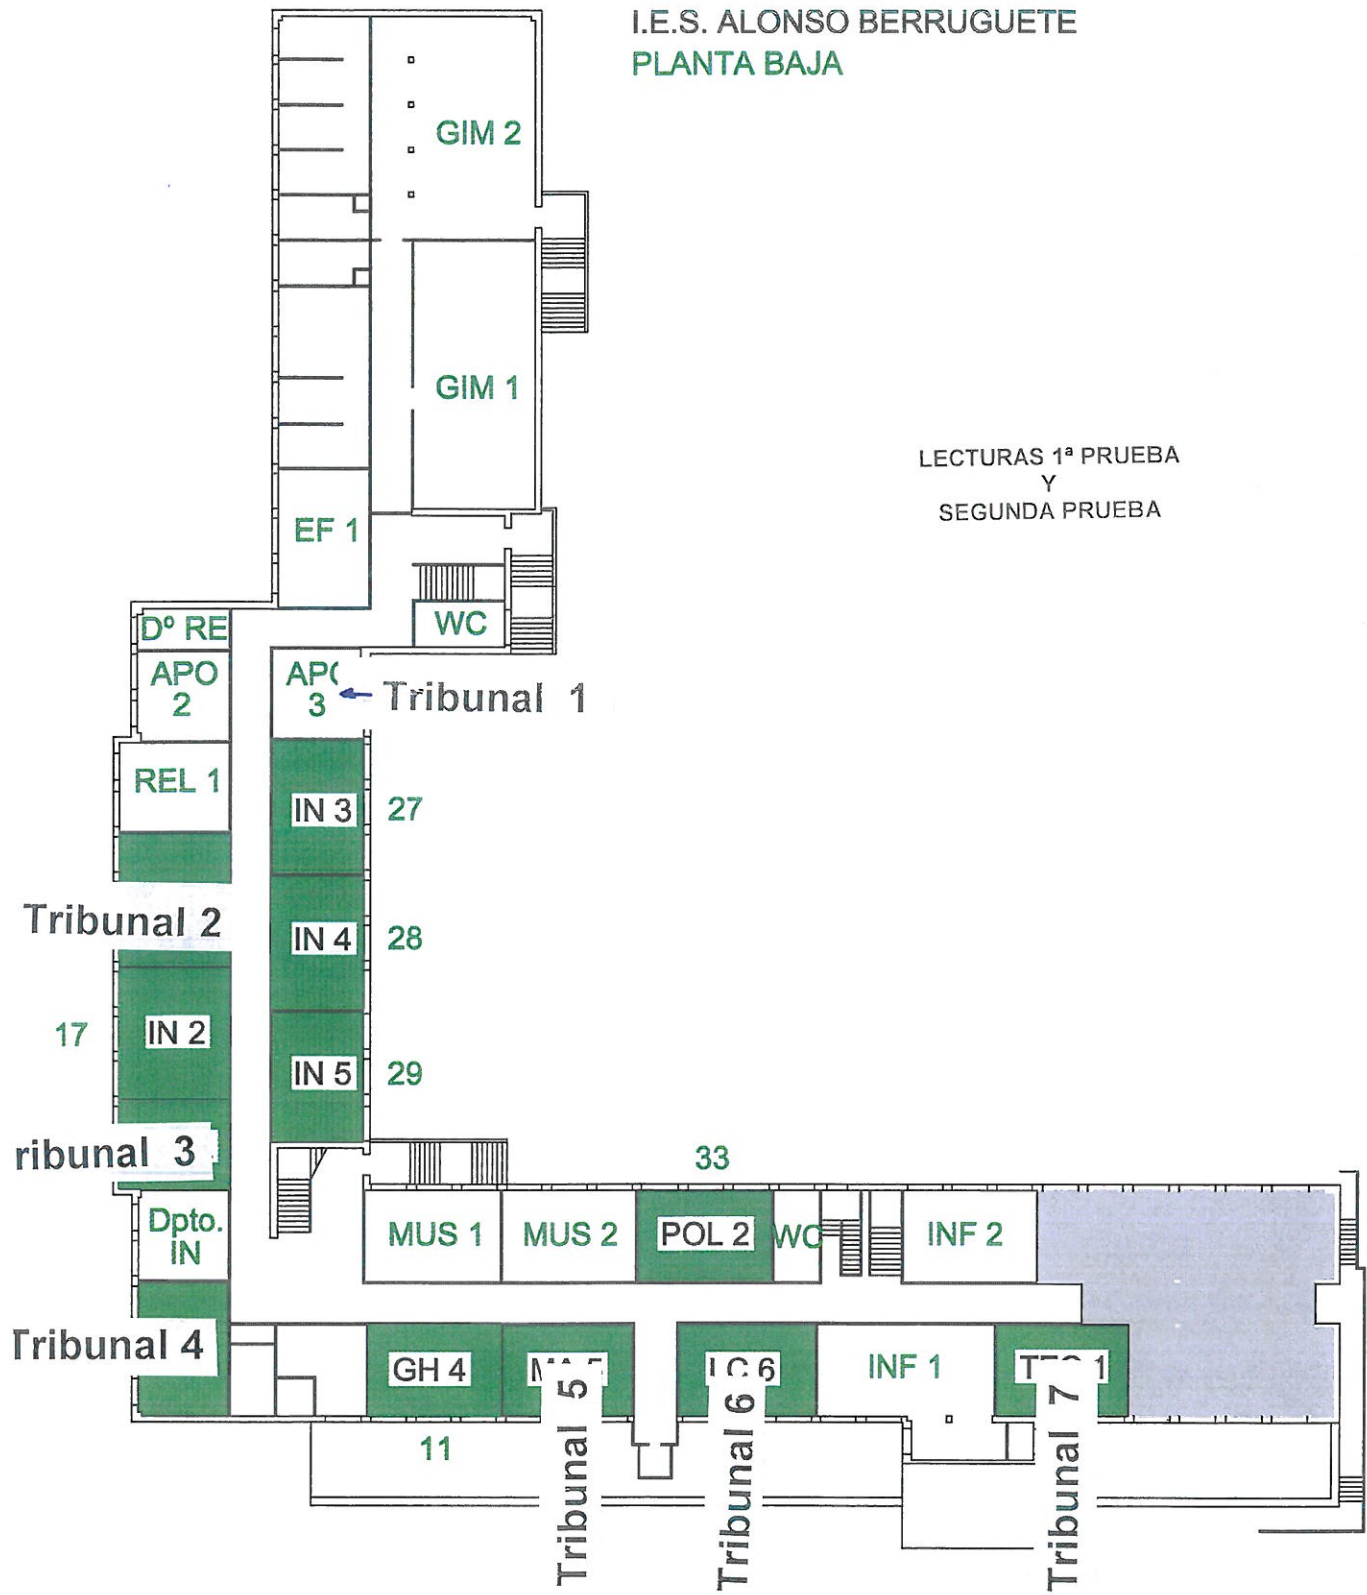 I.E.S. ALONSO BERRUGUETE
PLANTA BAJA
GIM 2
GIM 1
LECTURAS 1ª PRUEBA
Y
SEGUNDA PRUEBA
EF 1
WC
Dº RE
APO
2
3
Tribunal 1
REL 1
IN 3
27
Tribunal 2
IN 4
28
17
IN 2
IN 5
29
ribunal 3
33
Dpto.
IN
MUS 1
MUS 2
POL 2
WC
INF 2
Tribunal 4
GH 4
INF 1
11
Tribunal 5
Tribunal 6
Tribunal 7